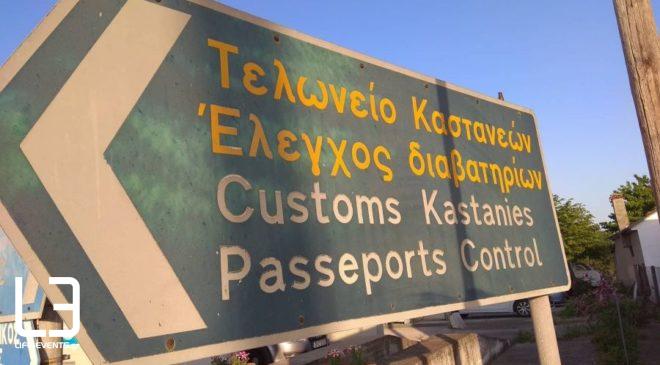 Τελωνείο Καστανεών
Έλεγχος διαβατηρίων
Customs Kastanies
Passeports Control